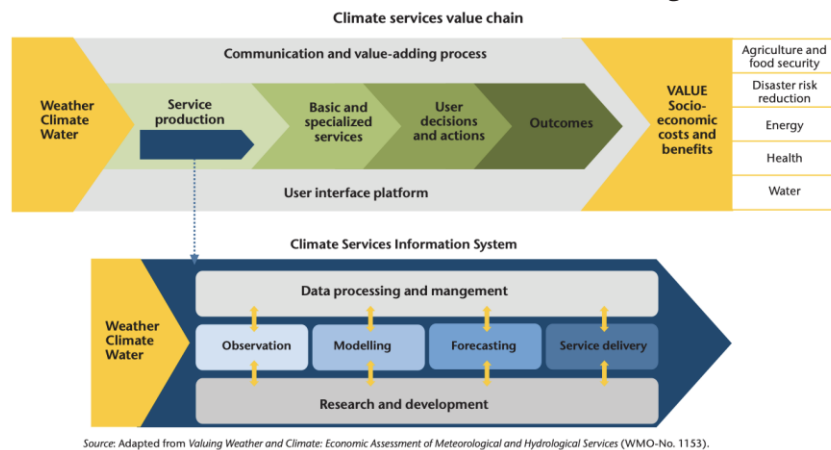 Climate services value chain
Communication and value-adding process
Weather
Climate
Water
Service
production
Basic and
specialized
services
User
decisions
and actions
Outcomes
VALUE
Socio-
economic
costs and
benefits
Agriculture and
food security
Disaster risk
reduction
Energy
Health
Water
User interface platform
Climate Services Information System
Data processing and mangement
Weather
Climate
Water
Observation
Modelling
Forecasting
Service delivery
Research and development
Source: Adapted from Valuing Weather and Climate: Economic Assessment of Meteorological and Hydrological Services (WMO-No. 1153).